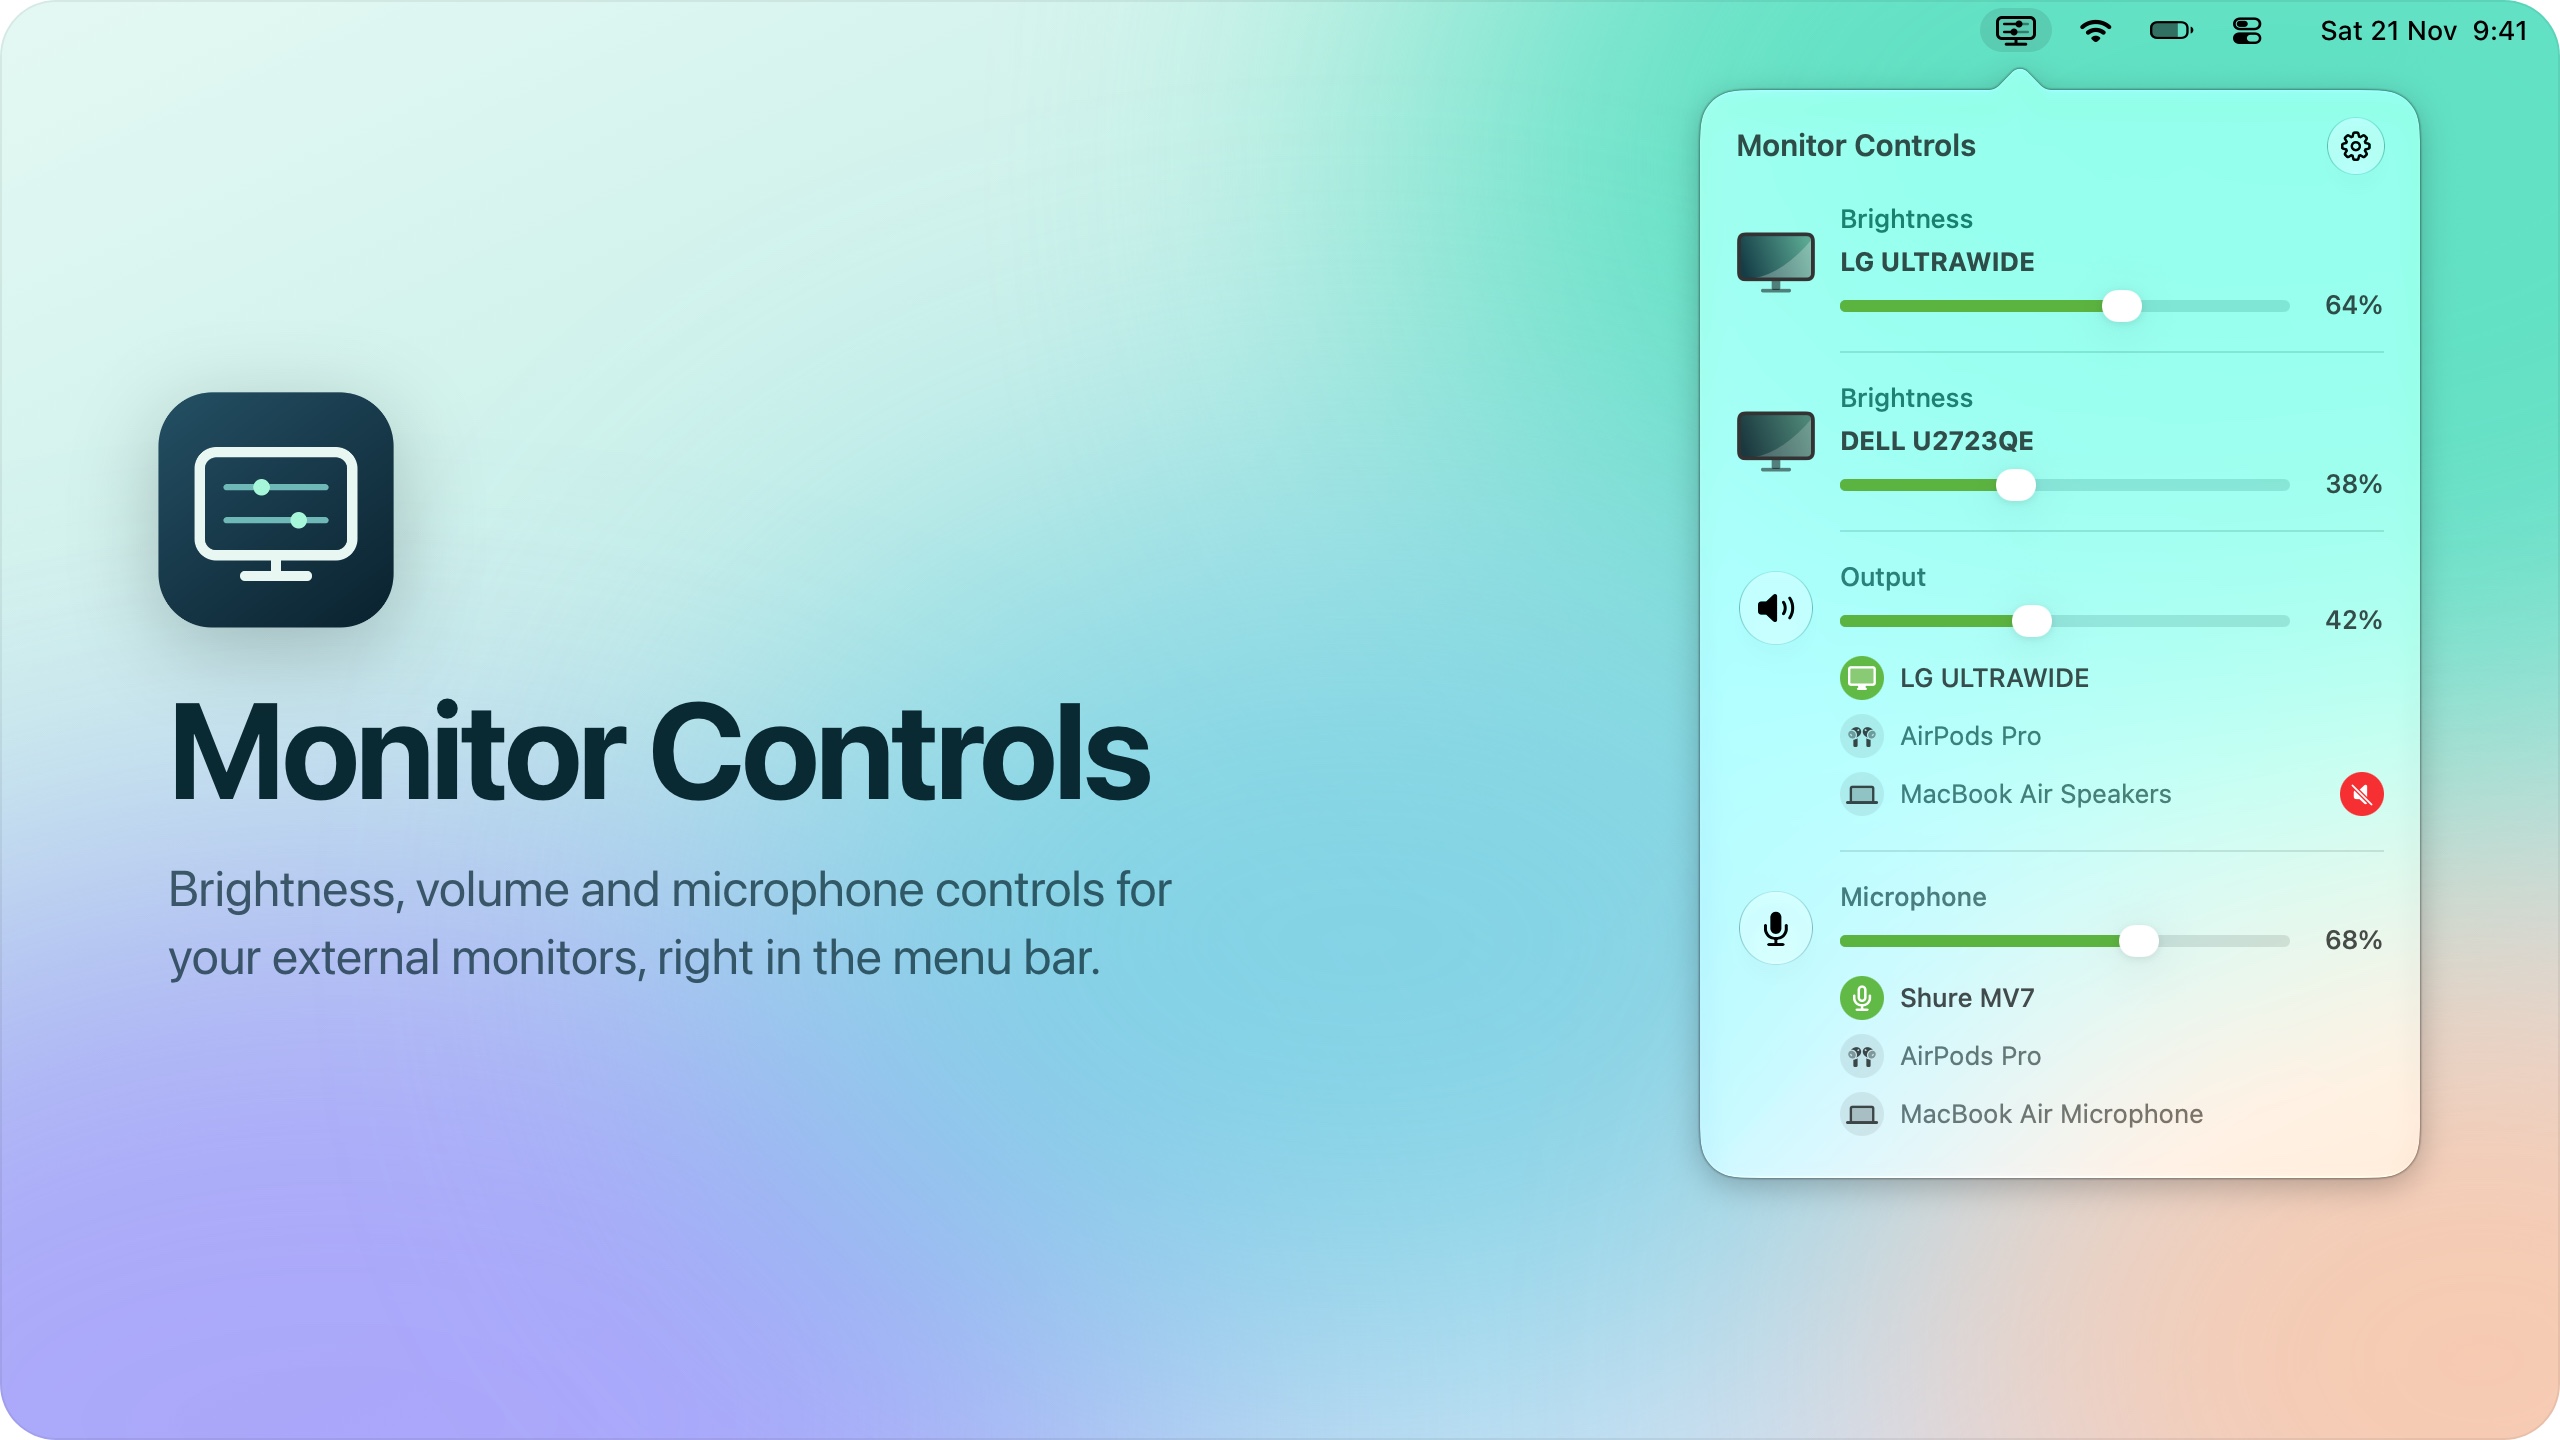 Sat 21 Nov 9:41
Monitor Controls
Brightness
LG ULTRAWIDE
64%
Brightness
DELL U2723QE
38%
Output
42%
LG ULTRAWIDE
AirPods Pro
MacBook Air Speakers
Microphone
68%
Shure MV7
AirPods Pro
MacBook Air Microphone
Monitor Controls
Brightness, volume and microphone controls for
your external monitors, right in the menu bar.